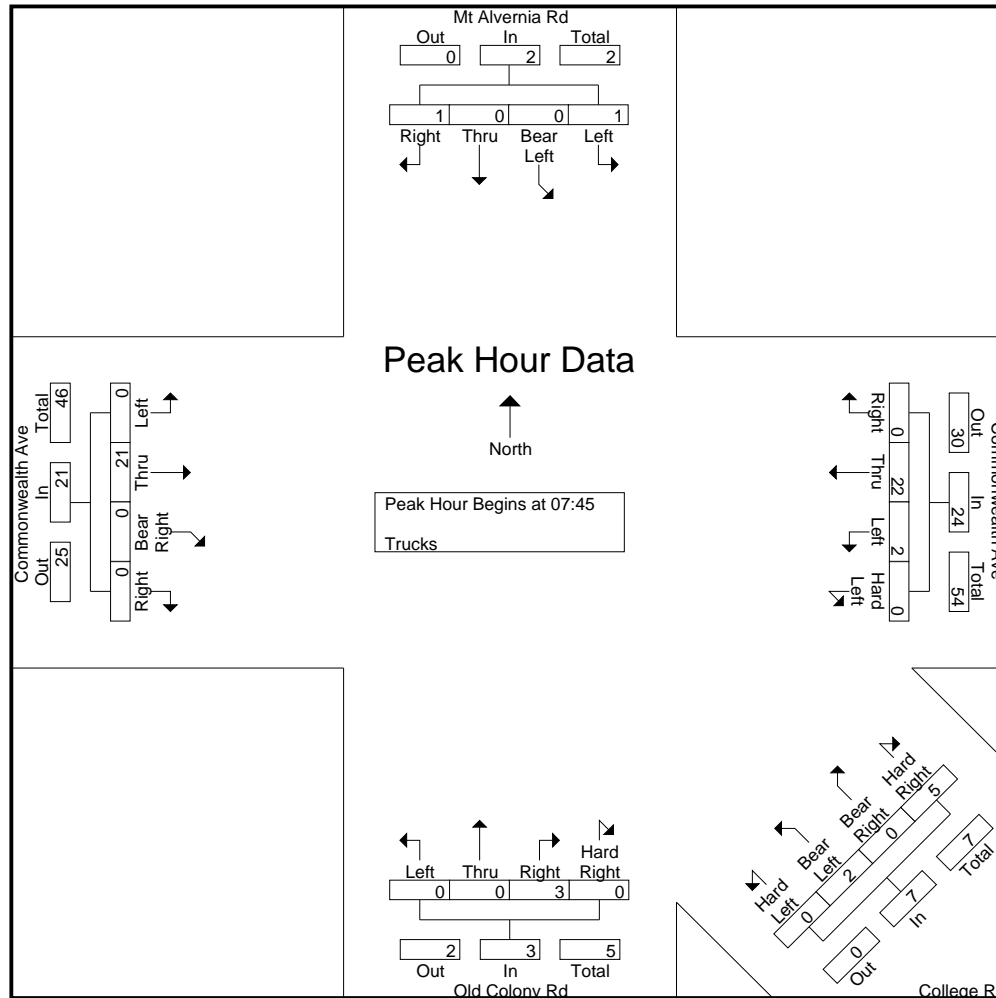 Mt Alvernia Rd
Out In Total
0 2 2
1 0 0 1
Right Thru Bear Left Left
Peak Hour Data
North
Peak Hour Begins at 07:45
Trucks
Commonwealth Ave
Total In Out
46 21 25
0 21 0 0
Left Thru Bear Right Right
Right Thru Left Hard Left
0 22 2 0
Out In Total
30 24 54
Commonwealth Ave
Left Thru Right Hard Right
0 0 3 0
2 3 5
Out In Total
Old Colony Rd
Hard Left Bear Left Bear Right Hard Right
0 2 0 5
0 7 7
Out In Total
College R